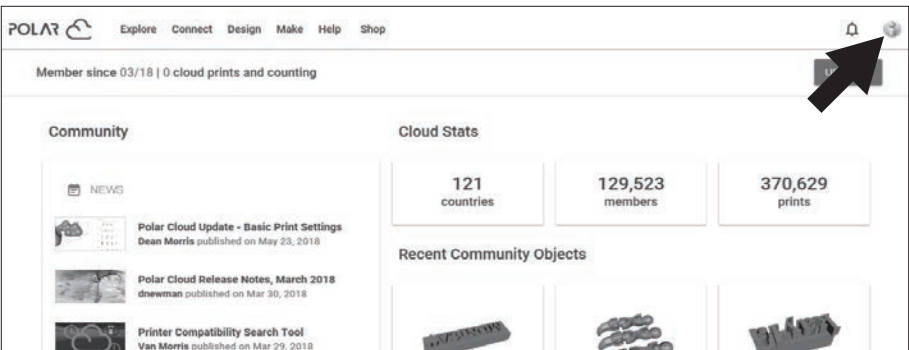 POLAR
Explore Connect Design Make Help Shop
Member since 03/18 | 0 cloud prints and counting
Community
NEWS
Polar Cloud Update - Basic Print Settings
Dean Morris published on May 23, 2018
Polar Cloud Release Notes, March 2018
dnewman published on Mar 30, 2018
Printer Compatibility Search Tool
Van Morris published on Mar 29, 2018
Cloud Stats
121
countries
129,523
members
370,629
prints
Recent Community Objects